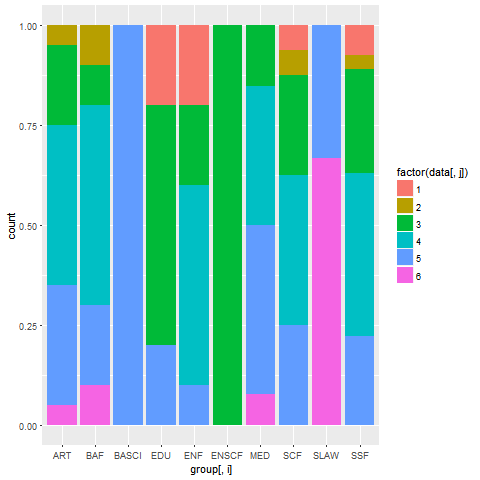 1.00
0.75
0.50
0.25
0.00
count
ART BAF BASCI EDU ENF ENSCF MED SCF SLAW SSF
group[, i]
factor(data[, j])
1
2
3
4
5
6